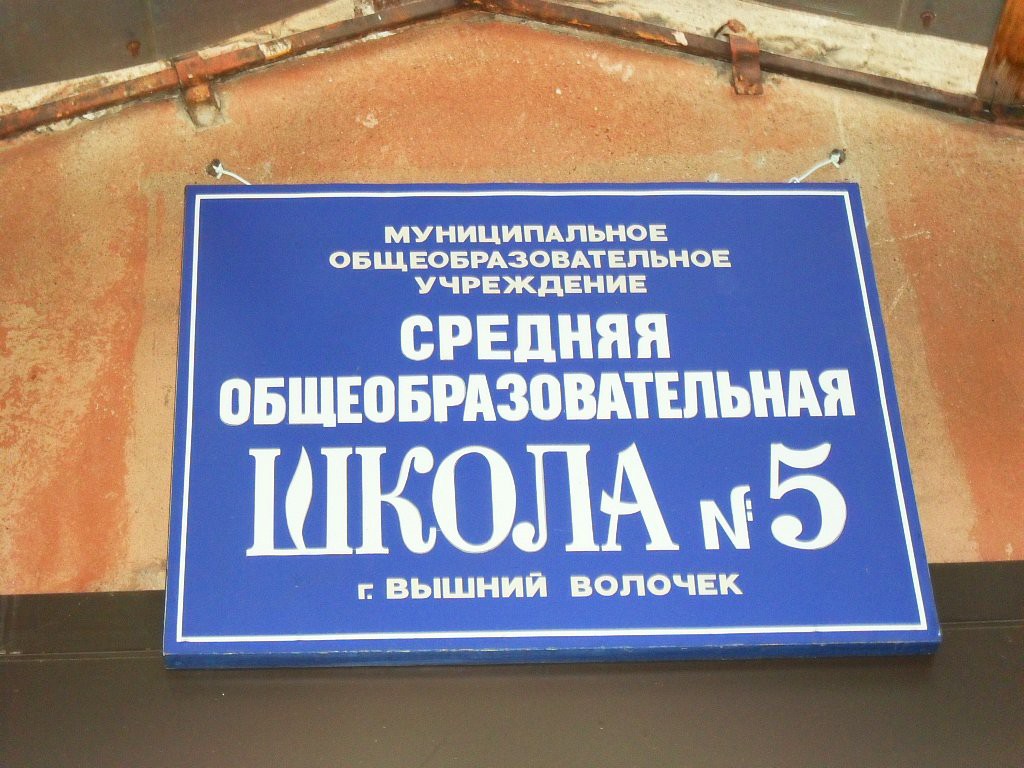 МУНИЦИПАЛЬНОЕ
ОБЩЕОБРАЗОВАТЕЛЬНОЕ
УЧРЕЖДЕНИЕ
СРЕДНЯЯ
ОБЩЕОБРАЗОВАТЕЛЬНАЯ
ШКОЛА № 5
г. ВЫШНИЙ ВОЛОЧЕК